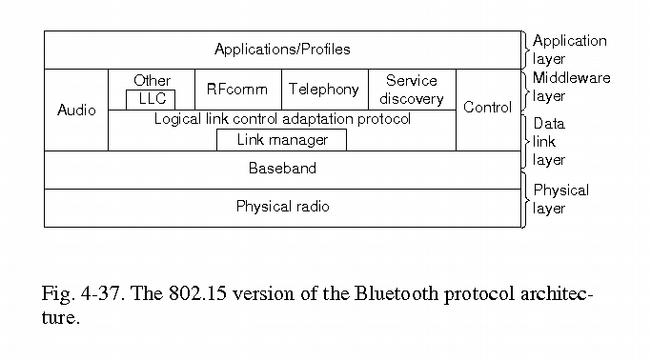 Applications/Profiles
Application
layer
Audio
Other
LLC
RFcomm
Telephony
Service
discovery
Control
Middleware
layer
Logical link control adaptation protocol
Link manager
Data
link
layer
Baseband
Physical radio
Physical
layer
Fig. 4-37. The 802.15 version of the Bluetooth protocol architec-
ture.